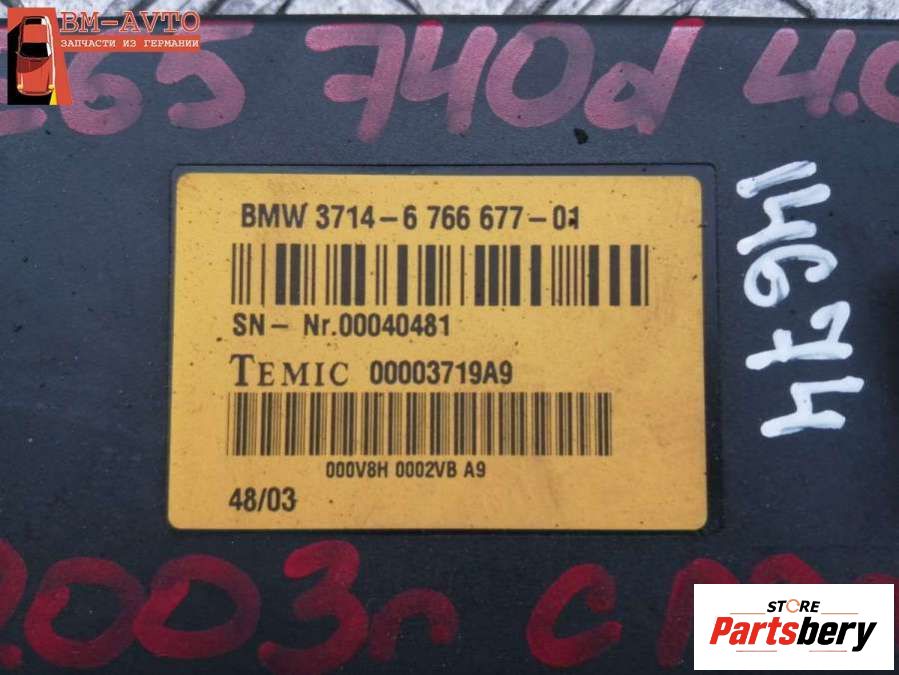 BM-AVTO
ЗАПЧАСТИ ИЗ ГЕРМАНИИ
E65 740d 4.0
BMW 3714-6 766 677-01
SN- Nr.00040481
TEMIC 00003719A9
000V8H 0002VB A9
48/03
14674
2003г
STORE
Partsbery